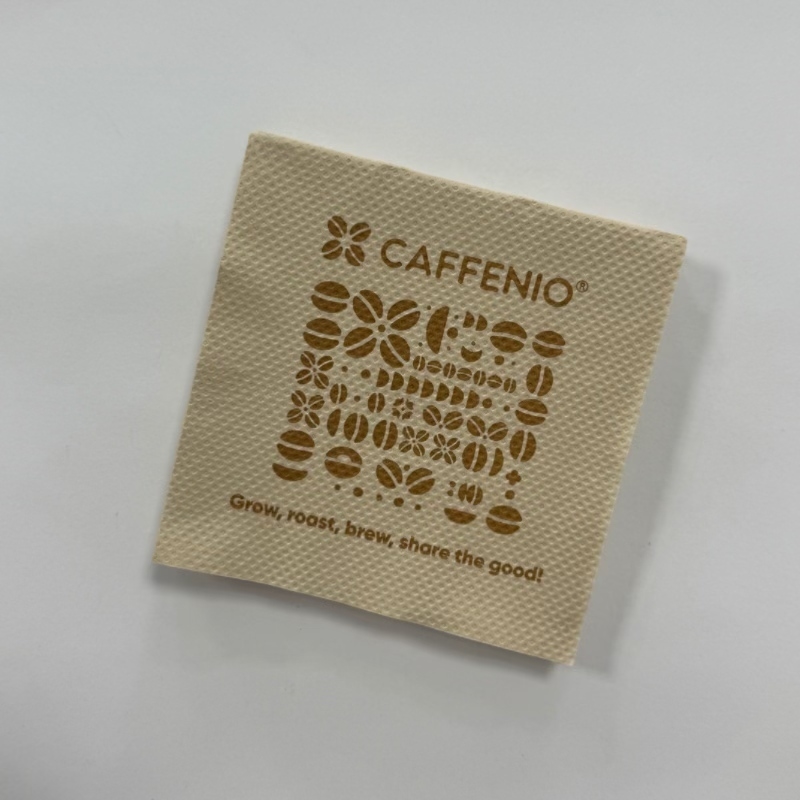 CAFFENIO®
Grow, roast, brew, share the good!